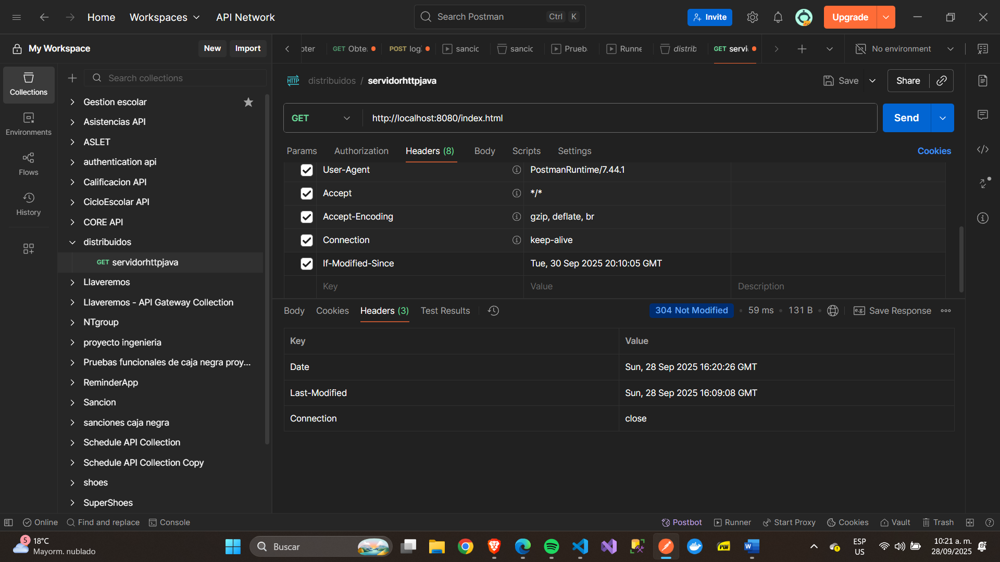 Home
Workspaces
API Network
Search Postman
Ctrl K
Invite
Upgrade
My Workspace
New
Import
oter
GET Obte
POST log
sancic
sancic
Prueb
Runne
distrib
GET servi
No environment
Collections
Environments
Flows
History
Search collections
Gestion escolar
Asistencias API
ASLET
authentication api
Calificacion API
CicloEscolar API
CORE API
distribuidos
GET servidorhttpjava
Llaveremos
Llaveremos - API Gateway Collection
NTgroup
proyecto ingenieria
Pruebas funcionales de caja negra proy...
ReminderApp
Sancion
sanciones caja negra
Schedule API Collection
Schedule API Collection Copy
shoes
SuperShoes
HTTP
distribuidos / servidorhttpjava
Save
Share
GET
http://localhost:8080/index.html
Send
Params
Authorization
Headers (8)
Body
Scripts
Settings
Cookies
User-Agent PostmanRuntime/7.44.1
Accept */*
Accept-Encoding gzip, deflate, br
Connection keep-alive
If-Modified-Since Tue, 30 Sep 2025 20:10:05 GMT
Key Value Description
Body
Cookies
Headers (3)
Test Results
304 Not Modified
59 ms
131 B
e.g. Save Response
Key Value
Date Sun, 28 Sep 2025 16:20:26 GMT
Last-Modified Sun, 28 Sep 2025 16:09:08 GMT
Connection close
Online
Find and replace
Console
Postbot
Runner
Start Proxy
Cookies
Vault
Trash
5
18°C
Mayorm. nublado
Buscar
PDF
W
ESP
US
10:21 a. m.
28/09/2025